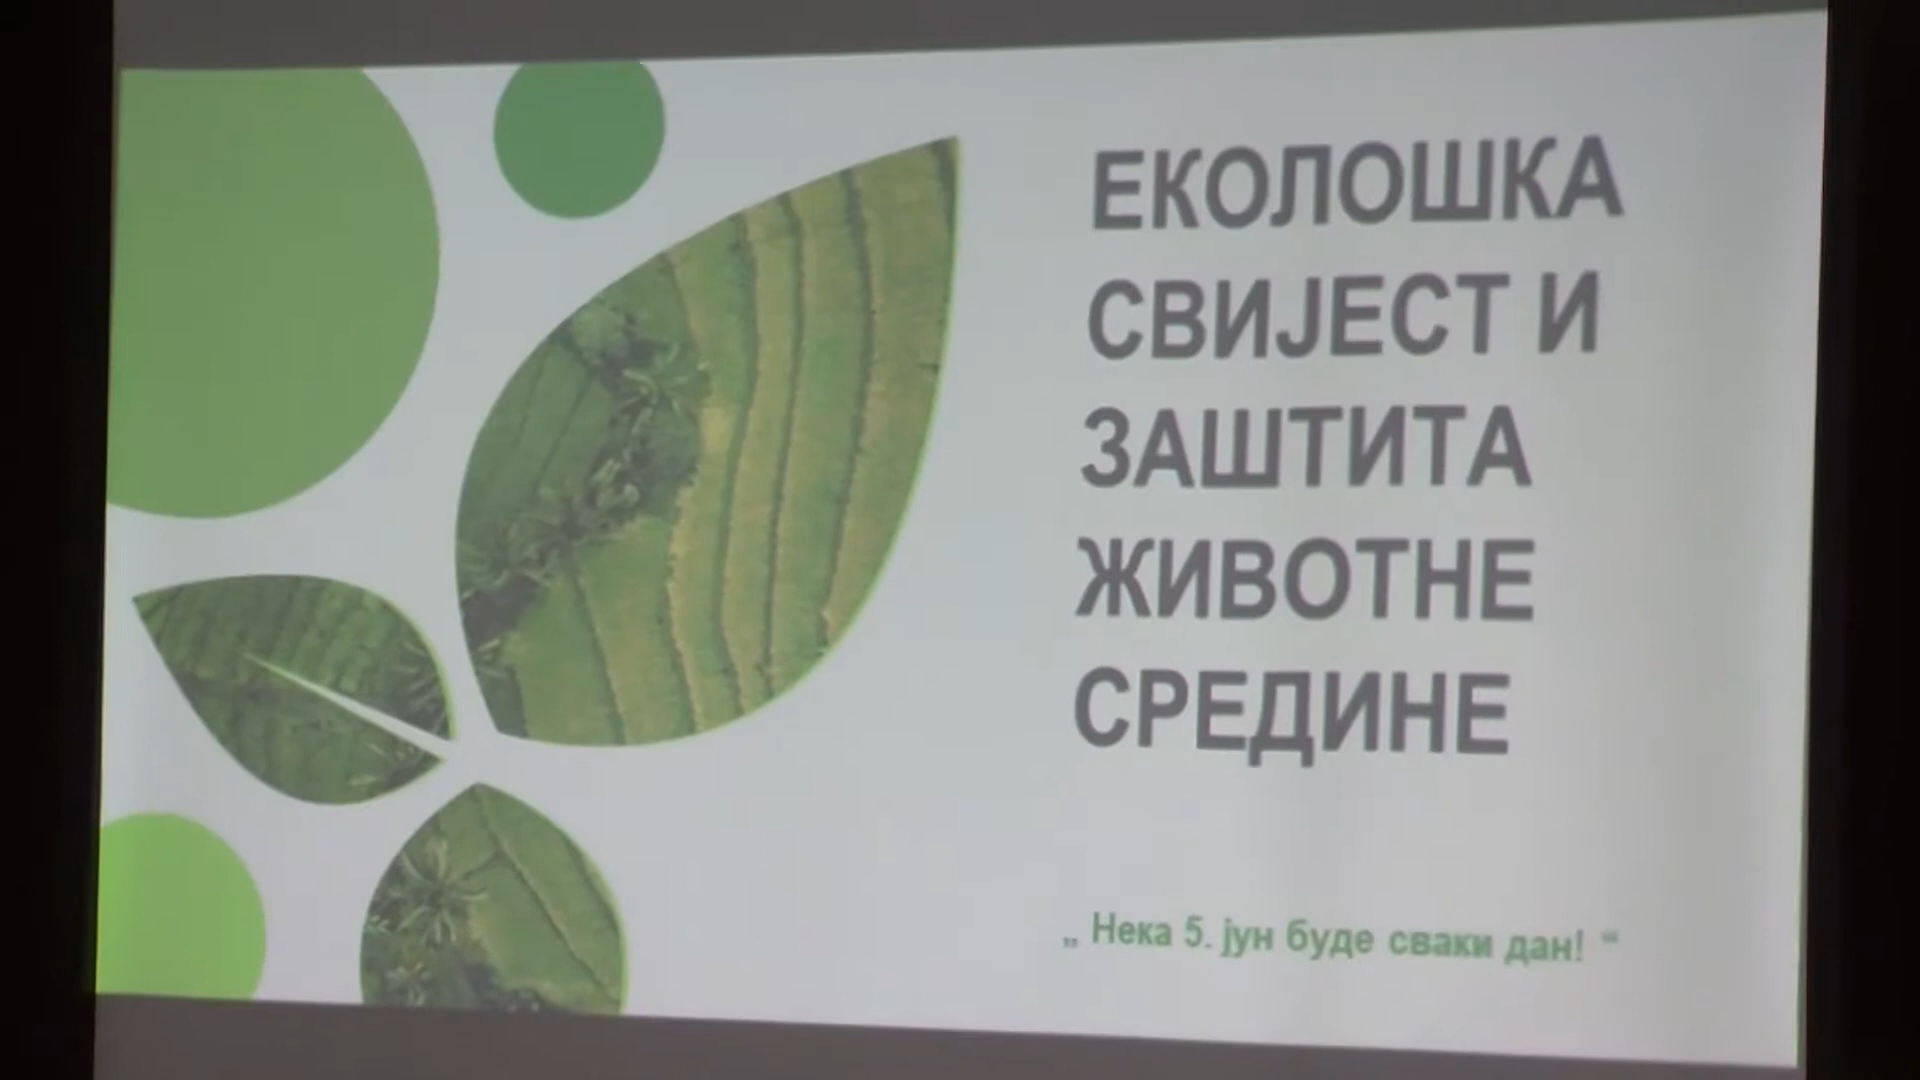 ЕКОЛОШКА
СВИЈЕСТ И
ЗАШТИТА
ЖИВОТНЕ
СРЕДИНЕ
„ Нека 5. јун буде сваки дан! “